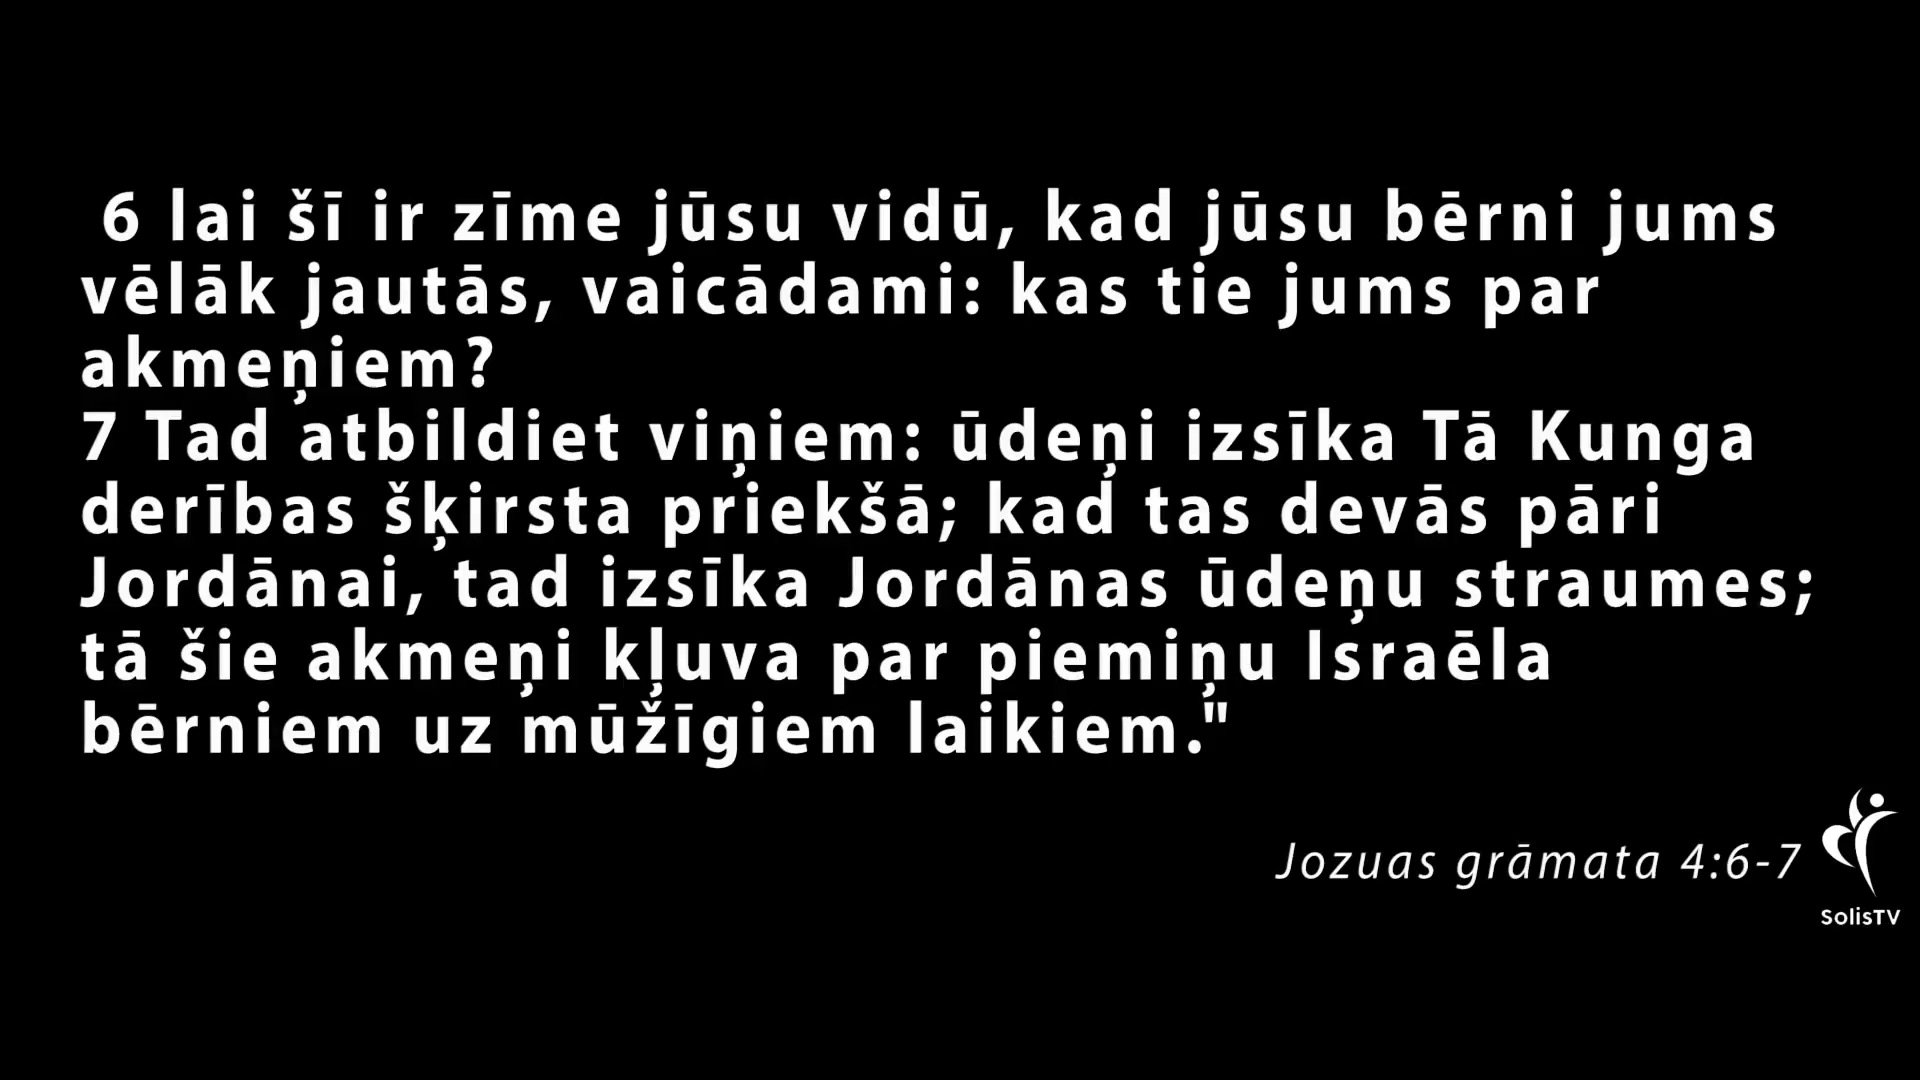 6 lai šī ir zīme jūsu vidū, kad jūsu bērni jums
vēlāk jautās, vaicādami: kas tie jums par
akmeņiem?
7 Tad atbildiet viņiem: ūdeņi izsīka Tā Kunga
derības šķirsta priekšā; kad tas devās pāri
Jordānai, tad izsīka Jordānas ūdeņu straumes;
tā šie akmeņi kļuva par piemiņu Israēla
bērniem uz mūžīgiem laikiem."
Jozuas grāmata 4:6-7
SolisTV